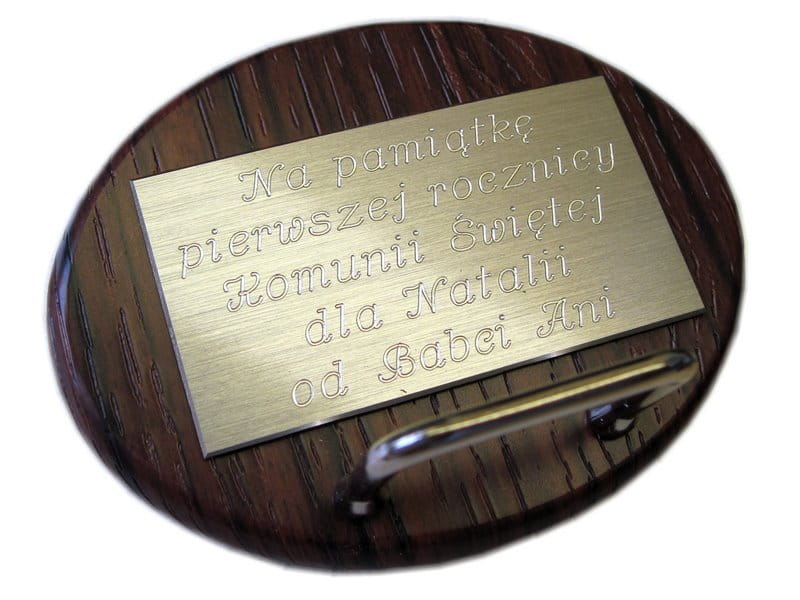 Na pamiątkę
pierwszej rocznicy
Komunii Świętej
dla Natalii
od Babci Ani